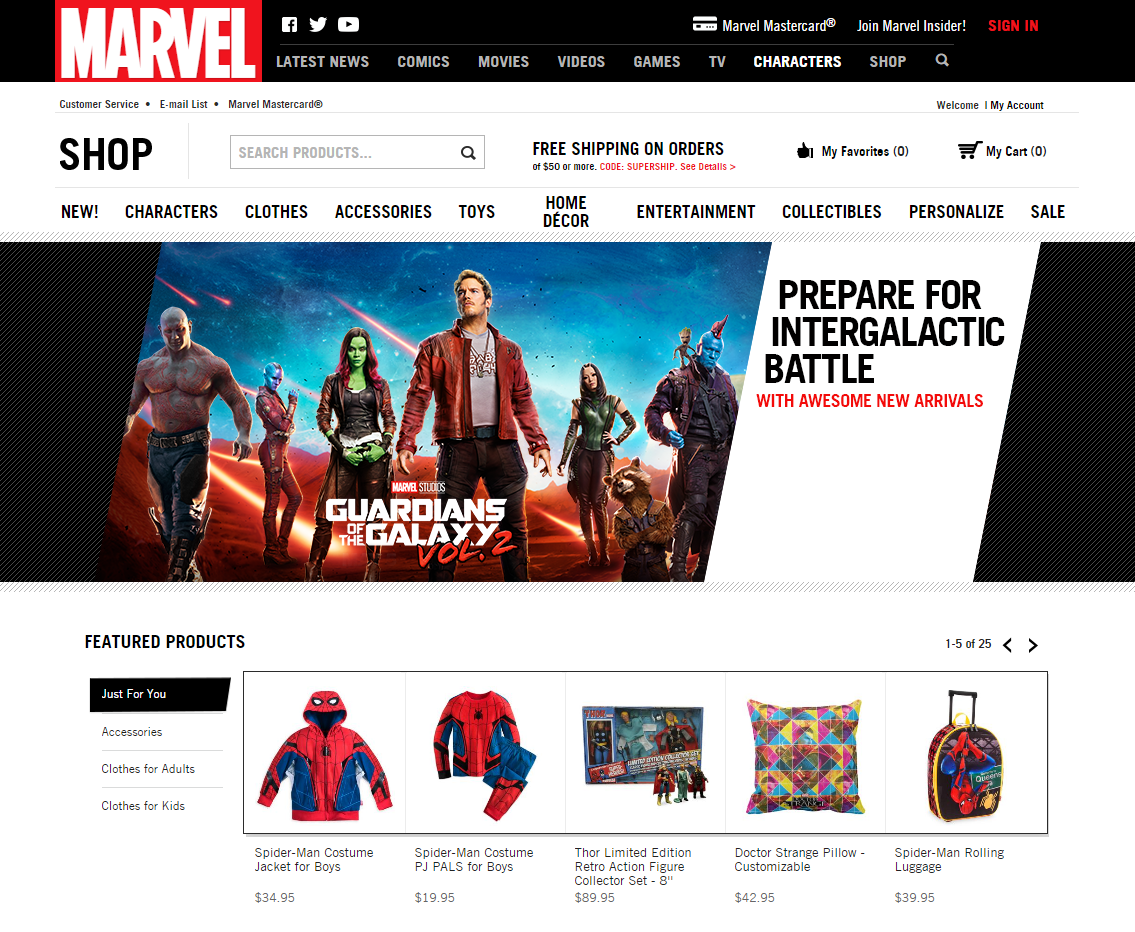 MARVEL
Marvel Mastercard® Join Marvel Insider! SIGN IN
LATEST NEWS COMICS MOVIES VIDEOS GAMES TV CHARACTERS SHOP
Customer Service • E-mail List • Marvel Mastercard® Welcome | My Account
SHOP
SEARCH PRODUCTS...
FREE SHIPPING ON ORDERS
of $50 or more. CODE: SUPERSHIP. See Details >
My Favorites (0) My Cart (0)
NEW! CHARACTERS CLOTHES ACCESSORIES TOYS HOME DÉCOR ENTERTAINMENT COLLECTIBLES PERSONALIZE SALE
MARVEL STUDIOS
GUARDIANS
OF THE GALAXY
VOL. 2
PREPARE FOR
INTERGALACTIC
BATTLE
WITH AWESOME NEW ARRIVALS
FEATURED PRODUCTS
1-5 of 25
Just For You
Accessories
Clothes for Adults
Clothes for Kids
LIMITED EDITION COLLECTOR SET
Queens
Spider-Man Costume
Jacket for Boys
$34.95
Spider-Man Costume
PJ PALS for Boys
$19.95
Thor Limited Edition
Retro Action Figure
Collector Set - 8''
$89.95
Doctor Strange Pillow -
Customizable
$42.95
Spider-Man Rolling
Luggage
$39.95